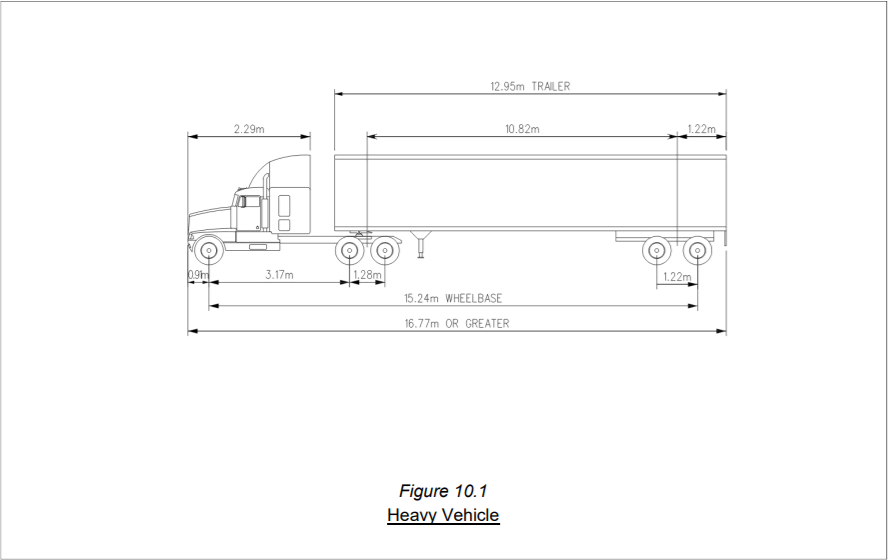 12.95m TRAILER
2.29m
10.82m
1.22m
0.91m
3.17m
1.28m
1.22m
15.24m WHEELBASE
16.77m OR GREATER
Figure 10.1
Heavy Vehicle